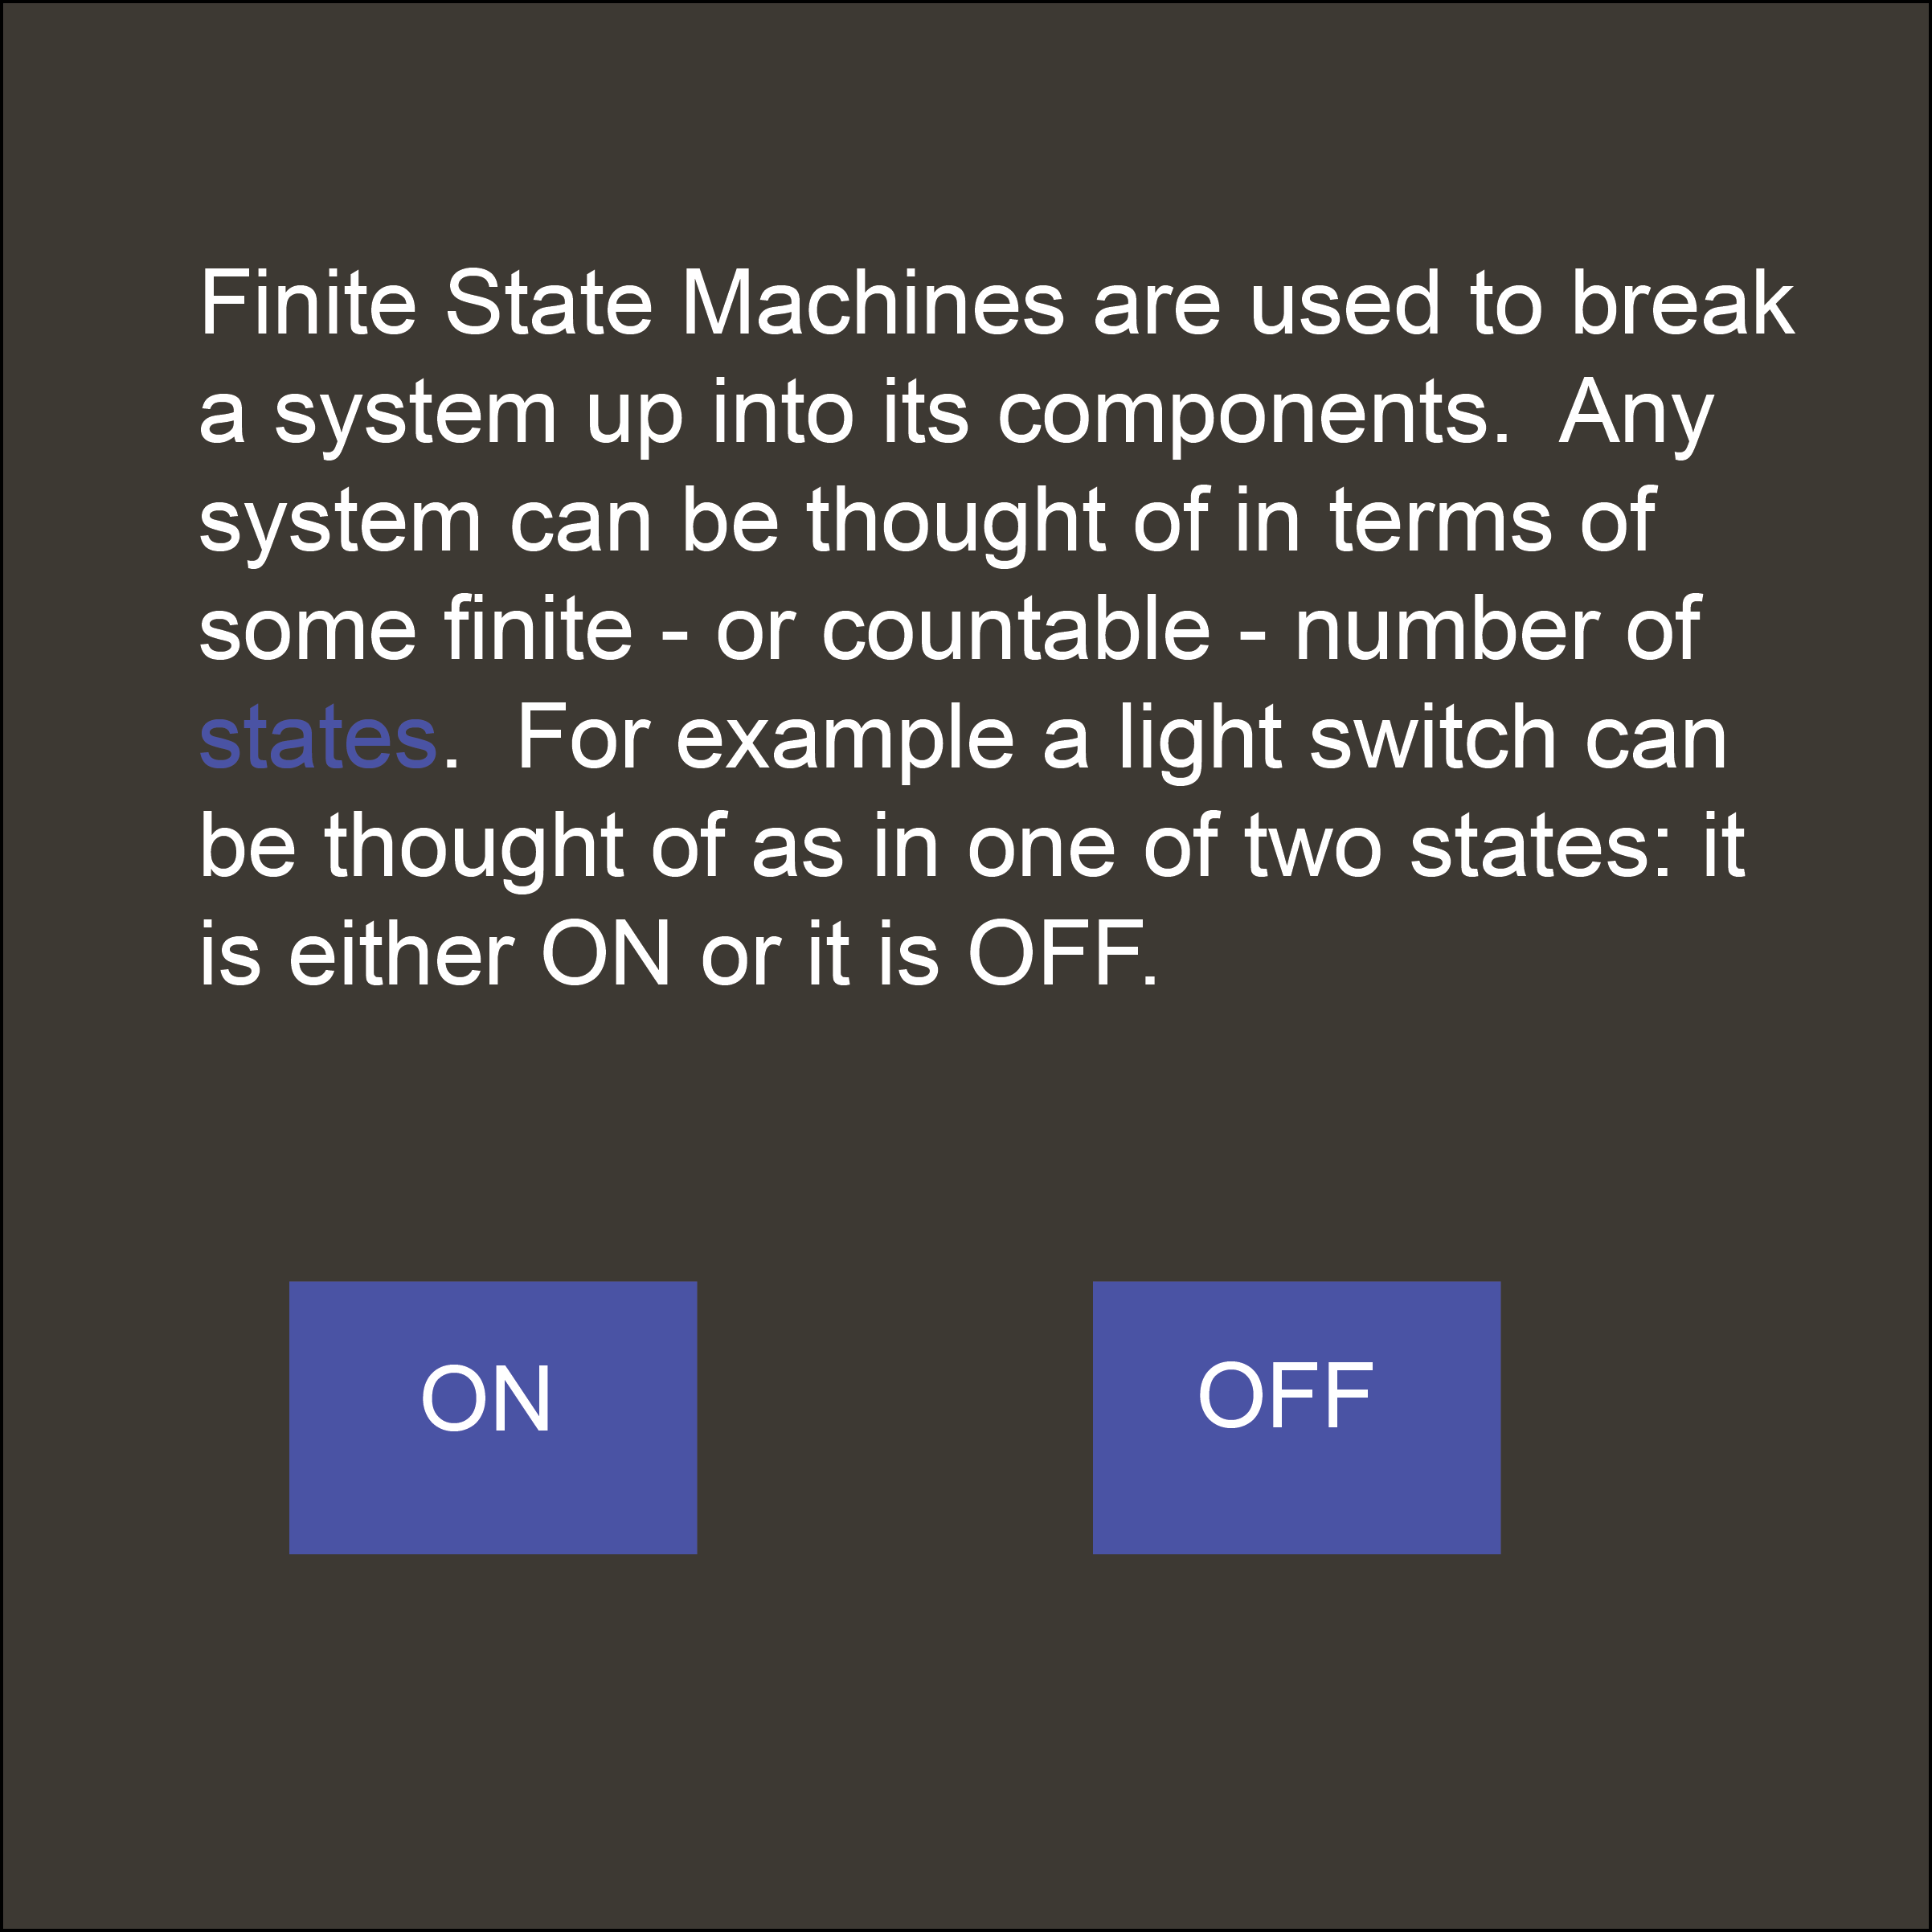 Finite State Machines are used to break
a system up into its components.  Any
system can be thought of in terms of
some finite - or countable - number of
states.  For example a light switch can
be thought of as in one of two states: it
is either ON or it is OFF.
ON
OFF